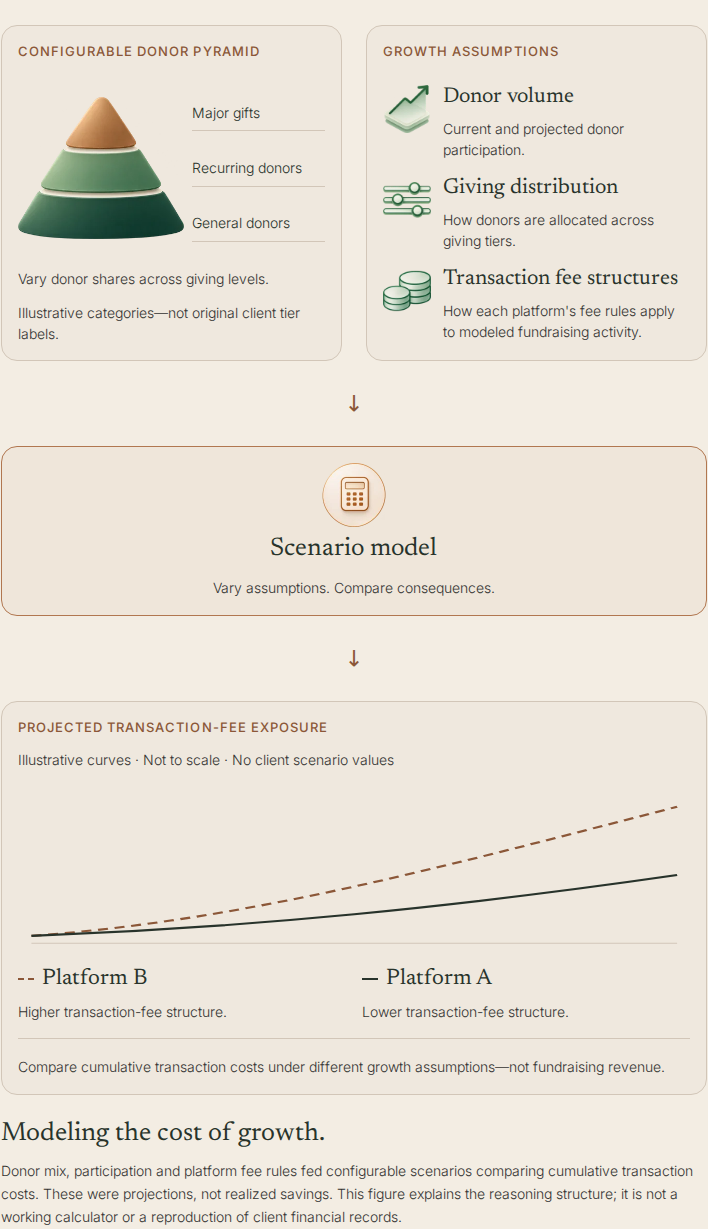 CONFIGURABLE DONOR PYRAMID
Major gifts
Recurring donors
General donors
Vary donor shares across giving levels.
Illustrative categories—not original client tier
labels.
GROWTH ASSUMPTIONS
Donor volume
Current and projected donor
participation.
Giving distribution
How donors are allocated across
giving tiers.
Transaction fee structures
How each platform's fee rules apply
to modeled fundraising activity.
↓
Scenario model
Vary assumptions. Compare consequences.
↓
PROJECTED TRANSACTION-FEE EXPOSURE
Illustrative curves · Not to scale · No client scenario values
Platform B
Higher transaction-fee structure.
Platform A
Lower transaction-fee structure.
Compare cumulative transaction costs under different growth assumptions—not fundraising revenue.
Modeling the cost of growth.
Donor mix, participation and platform fee rules fed configurable scenarios comparing cumulative transaction
costs. These were projections, not realized savings. This figure explains the reasoning structure; it is not a
working calculator or a reproduction of client financial records.